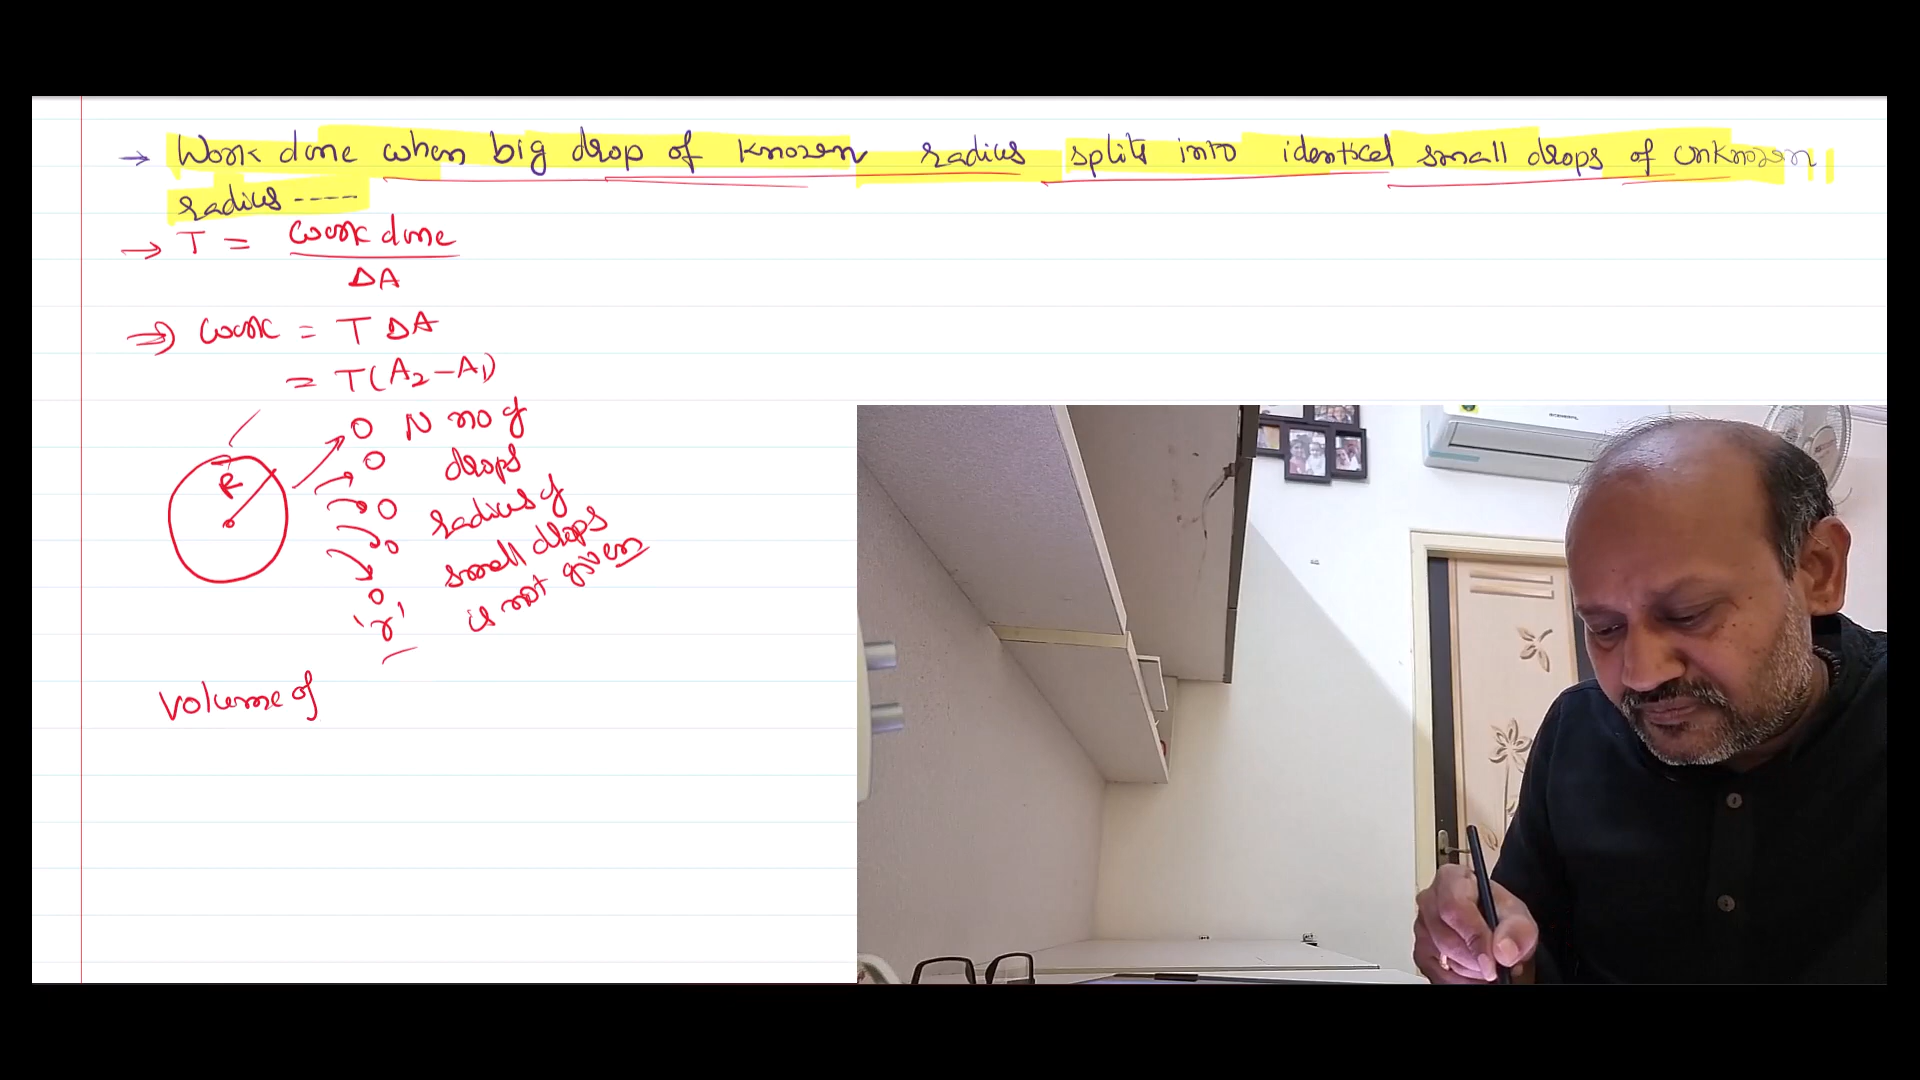 → Work done when big drop of known radius splits into identical small drops of unknown
radius ----
→ T = work done
ΔA
⇒ work = T ΔA
= T(A₂-A₁)
N no of
drops
R
radius of
small drops
is not given
'r'
volume of